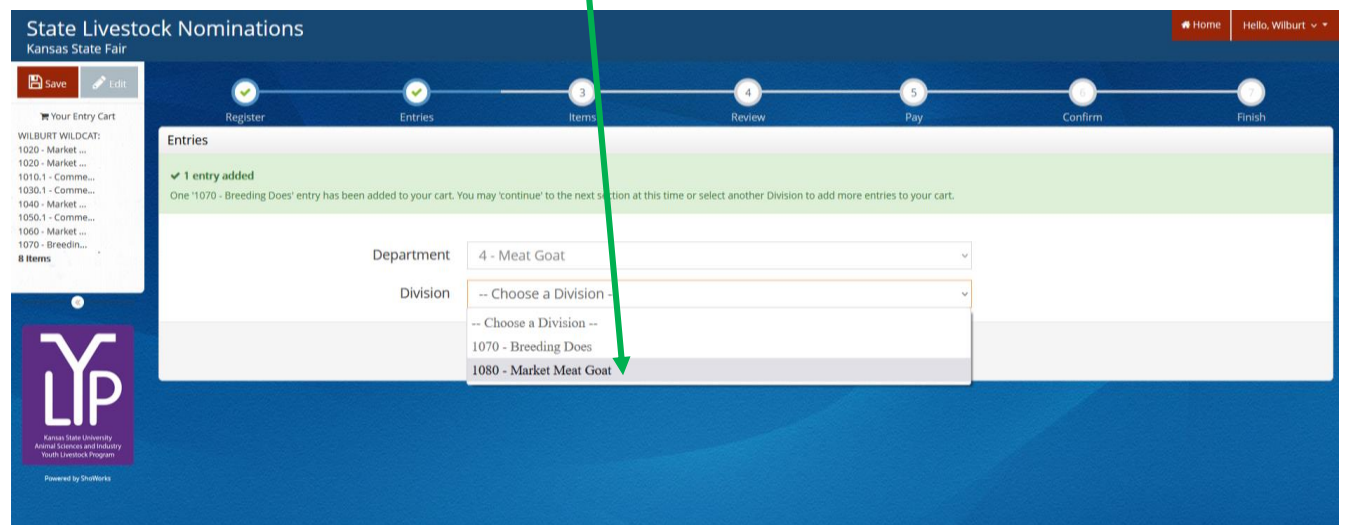 State Livestock Nominations
Kansas State Fair
Home
Hello, Wilburt
Save
Edit
Your Entry Cart
WILBURT WILDCAT:
1020 - Market ...
1020 - Market ...
1010.1 - Comme...
1030.1 - Comme...
1040 - Market ...
1050.1 - Comme...
1060 - Market ...
1070 - Breedin...
8 Items
3
4
5
6
7
Register
Entries
Items
Review
Pay
Confirm
Finish
Entries
1 entry added
One '1070 - Breeding Does' entry has been added to your cart. You may 'continue' to the next section at this time or select another Division to add more entries to your cart.
Department
4 - Meat Goat
Division
-- Choose a Division --
-- Choose a Division --
1070 - Breeding Does
1080 - Market Meat Goat
YLP
Kansas State University
Animal Sciences and Industry
Youth Livestock Program
Powered by ShoWorks